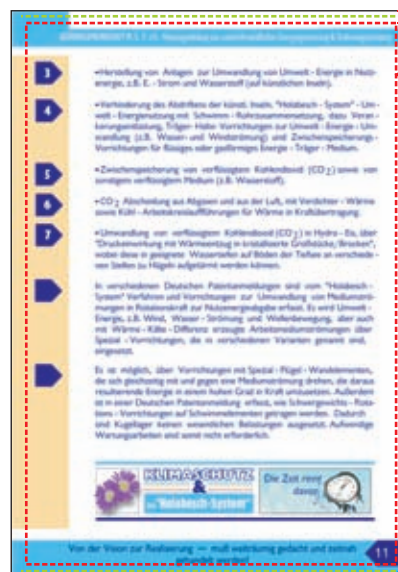 3
•Herstellung von Anlagen zur Umwandlung von Umwelt - Energie in Nutz-
energie, z.B. E. - Strom und Wasserstoff (auf künstlichen Inseln).
4
•Verhinderung des Abdriftens der künstl. Inseln, "Holabesch - System" - Um-
welt - Energienutzung mit Schwimm - Rohrzusammensetzung, dazu Veran -
kerungsentlastung, Träger- Hohe- Vorrichtungen zur Umwelt - Energie - Um-
wandlung (z.B. Wasser- und Windströmung) und Zwischenspeicherungs -
Vorrichtungen für flüssiges oder gasförmiges Energie - Träger - Medium.
5
•Zwischenspeicherung von verflüssigtem Kohlendioxid (CO2) sowie von
sonstigem verflüssigtem Medium (z.B. Wasserstoff).
6
•CO2 Abscheidung aus Abgasen und aus der Luft, mit Verdichter - Wärme
sowie Kühl - Arbeitskreislaufführungen für Wärme in Kraftübertragung.
7
•Umwandlung von verflüssigtem Kohlendioxid (CO2) in Hydro - Eis, über
"Druckeinwirkung mit Wärmeentzug in kristallisierte Großstücke/Brocken",
wobei diese in geeignete Wassertiefen auf Böden der Tiefsee an verschiede -
nen Stellen zu Hügeln aufgetürmt werden können.
In verschiedenen Deutschen Patentanmeldungen sind vom "Holabesch -
System" Verfahren und Vorrichtungen zur Umwandlung von Mediumströ-
mungen in Rotationskraft zur Nutzenergieabgabe erfasst. Es wird Umwelt -
Energie, z.B. Wind, Wasser - Strömung und Wellenbewegung, aber auch
mit Wärme - Kälte - Differenz erzeugte Arbeitsmediumströmungen über
Spezial - Vorrichtungen, die in verschiedenen Varianten genannt sind,
eingesetzt.
Es ist möglich, über Vorrichtungen mit Spezial - Flügel - Wandelementen,
die sich gleichzeitig mit und gegen eine Mediumströmung drehen, die daraus
resultierende Energie in einem hohen Grad in Kraft umzusetzen. Außerdem
ist in einer Deutschen Patentanmeldung erfasst, wie Schwergewichts - Rota-
tions - Vorrichtungen auf Schwimmelementen getragen werden. Dadurch
sind Kugellager keinen wesentlichen Belastungen ausgesetzt. Aufwendige
Wartungsarbeiten sind somit nicht erforderlich.
KLIMASCHUTZ
&
"Holabesch-System"
Die Zeit rennt
davon
Von der Vision zur Realisierung — muß weiträumig gedacht und zeitnah
gehandelt werden!
11